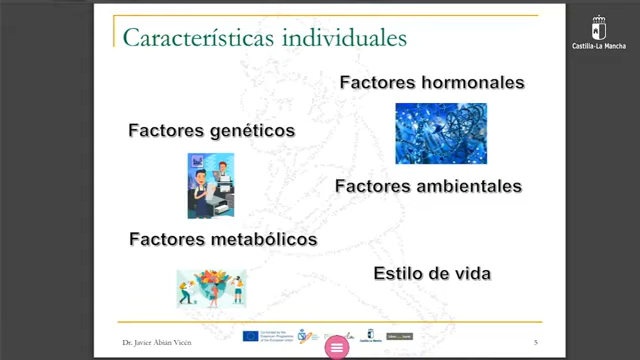 Características individuales
Castilla-La Mancha
Factores hormonales
Factores genéticos
Factores ambientales
Factores metabólicos
Estilo de vida
Dr. Javier Abián Vicén
5